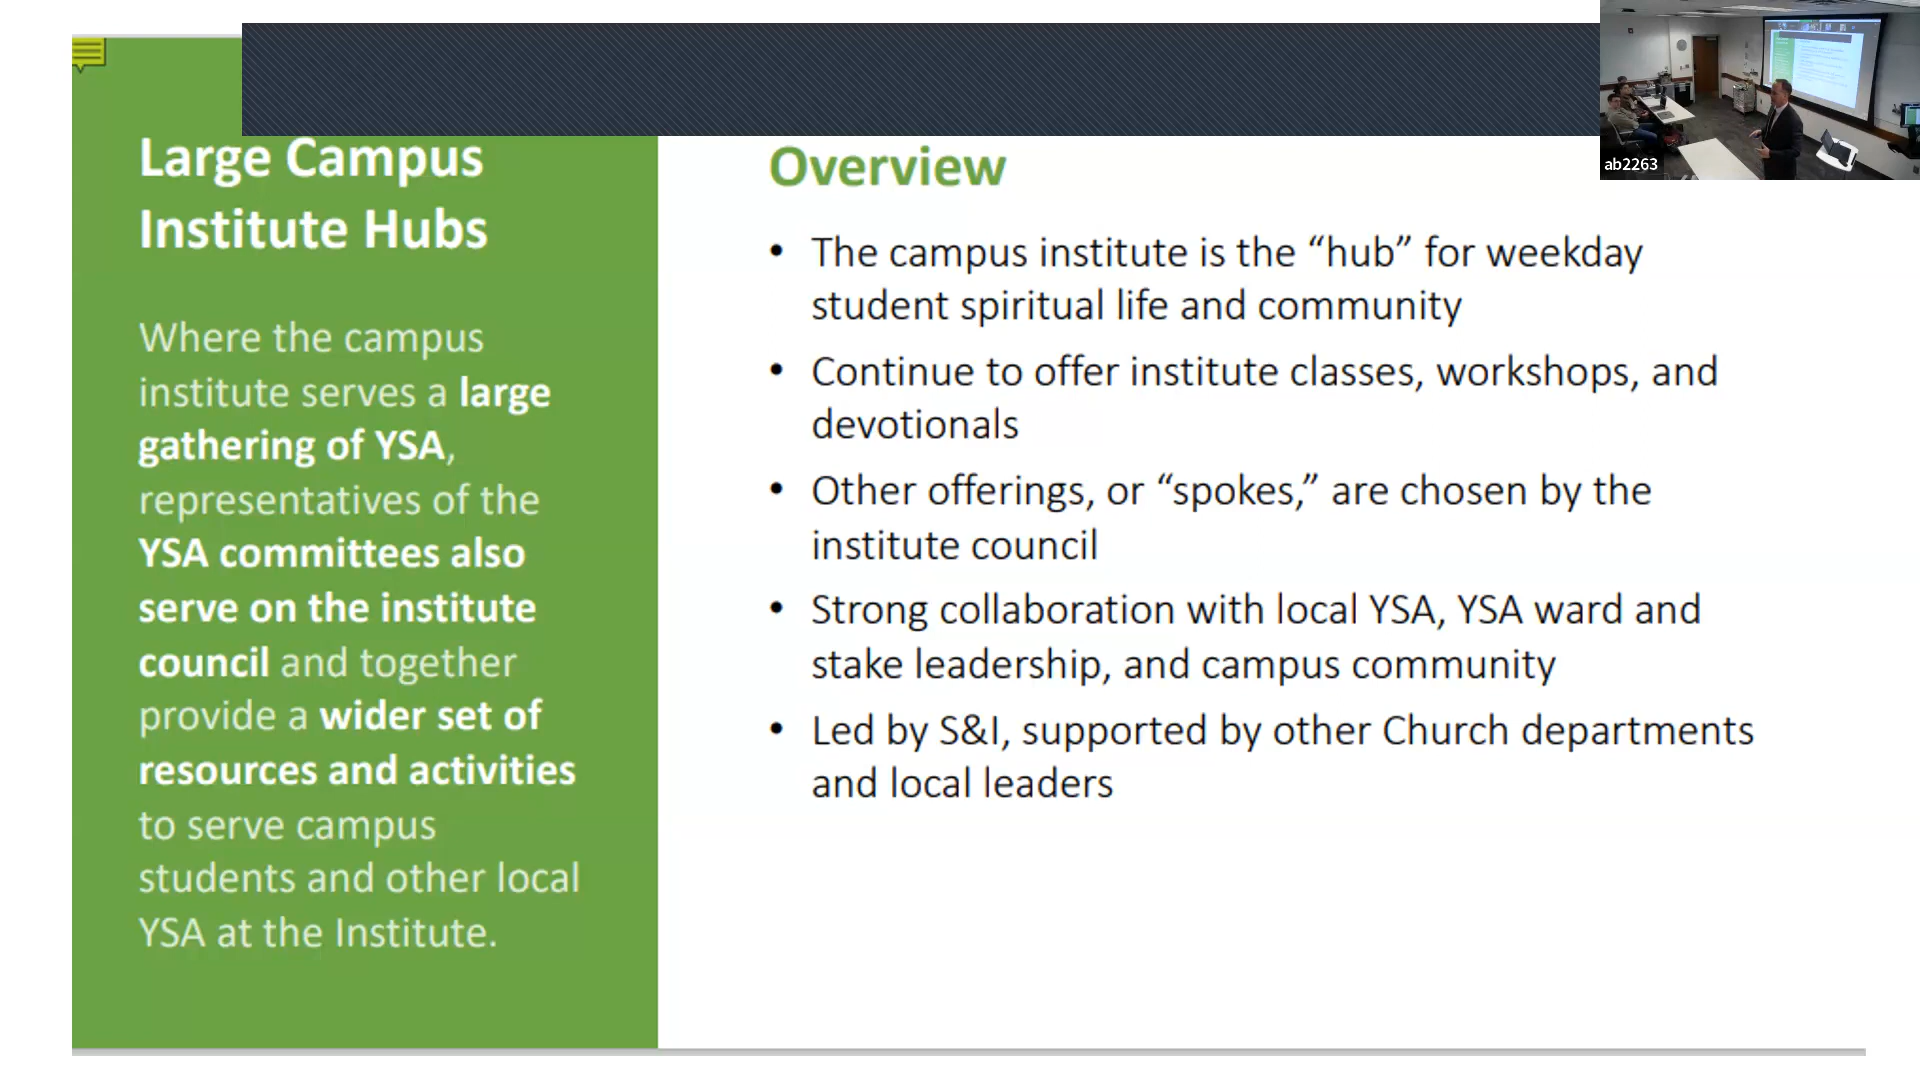 Large Campus
Institute Hubs
Where the campus
institute serves a large
gathering of YSA,
representatives of the
YSA committees also
serve on the institute
council and together
provide a wider set of
resources and activities
to serve campus
students and other local
YSA at the Institute.
Overview
• The campus institute is the “hub” for weekday
student spiritual life and community
• Continue to offer institute classes, workshops, and
devotionals
• Other offerings, or “spokes,” are chosen by the
institute council
• Strong collaboration with local YSA, YSA ward and
stake leadership, and campus community
• Led by S&I, supported by other Church departments
and local leaders
ab2263